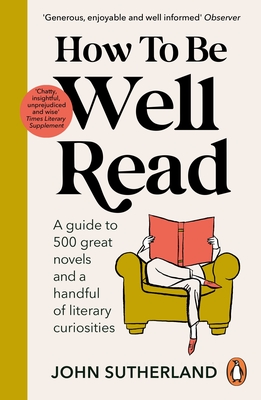 'Generous, enjoyable and well informed' Observer
How To Be
Well
Read
'Chatty,
insightful,
unprejudiced
and wise'
Times Literary
Supplement
A guide to
500 great
novels
and a
handful
of literary
curiosities
JOHN SUTHERLAND